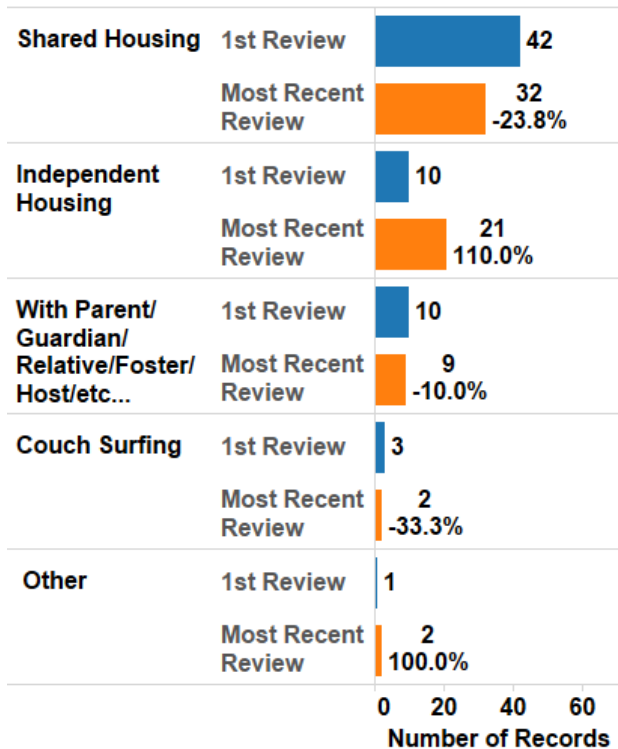 Shared Housing 1st Review 42
Most Recent 32
Review -23.8%
Independent 1st Review 10
Housing
Most Recent 21
Review 110.0%
With Parent/ 1st Review 10
Guardian/
Relative/Foster/ Most Recent 9
Host/etc... Review -10.0%
Couch Surfing 1st Review 3
Most Recent 2
Review -33.3%
Other 1st Review 1
Most Recent 2
Review 100.0%
0 20 40 60
Number of Records